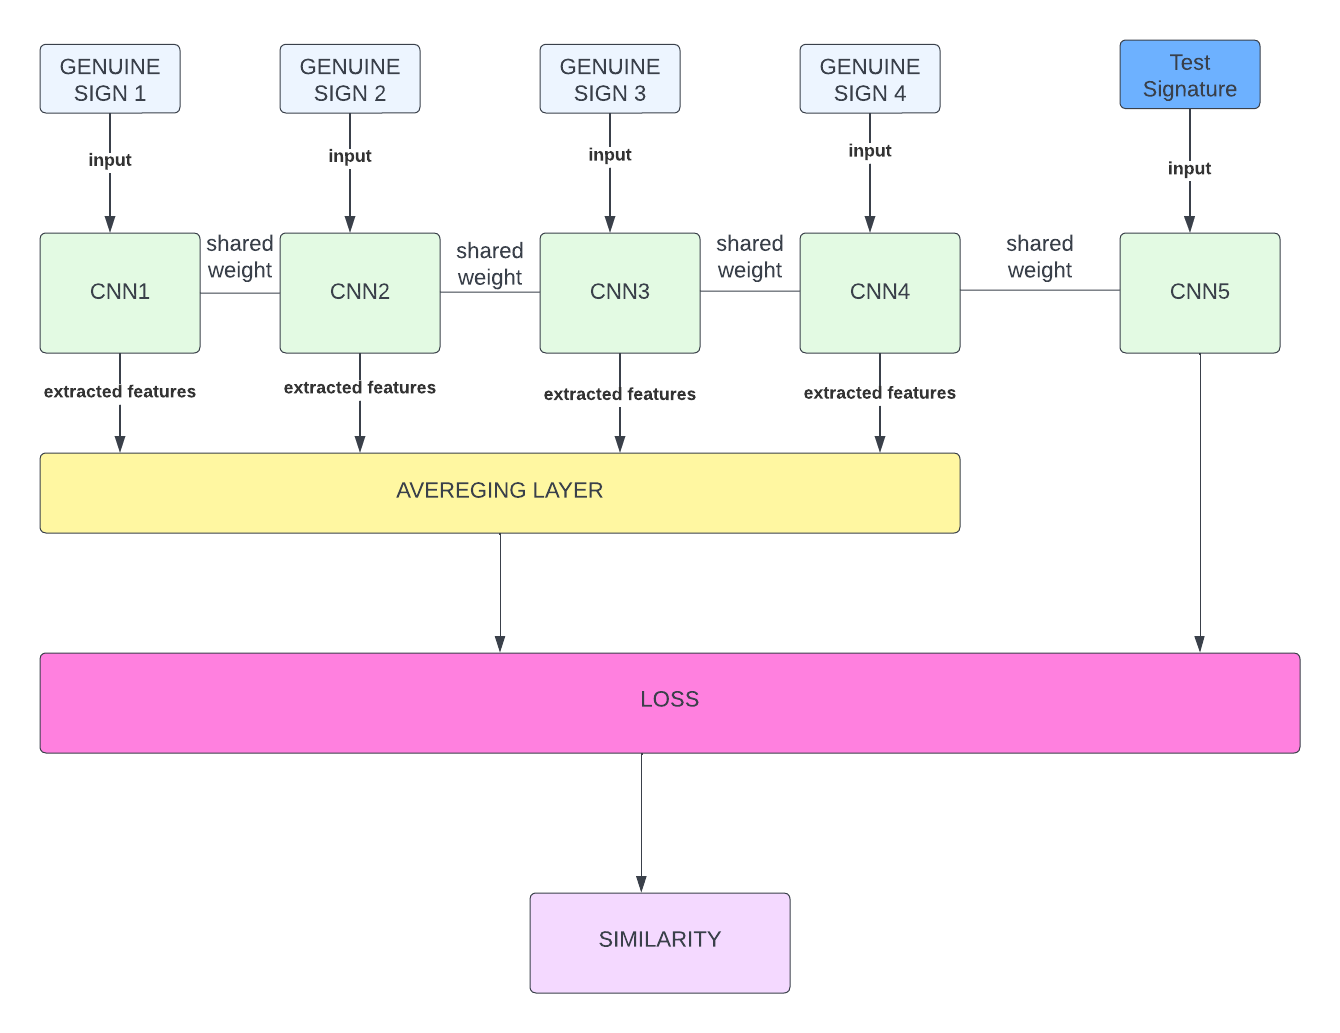 GENUINE
SIGN 1
GENUINE
SIGN 2
GENUINE
SIGN 3
GENUINE
SIGN 4
Test
Signature
input
input
input
input
input
CNN1
shared
weight
CNN2
shared
weight
CNN3
shared
weight
CNN4
shared
weight
CNN5
extracted features
extracted features
extracted features
extracted features
AVEREGING LAYER
LOSS
SIMILARITY